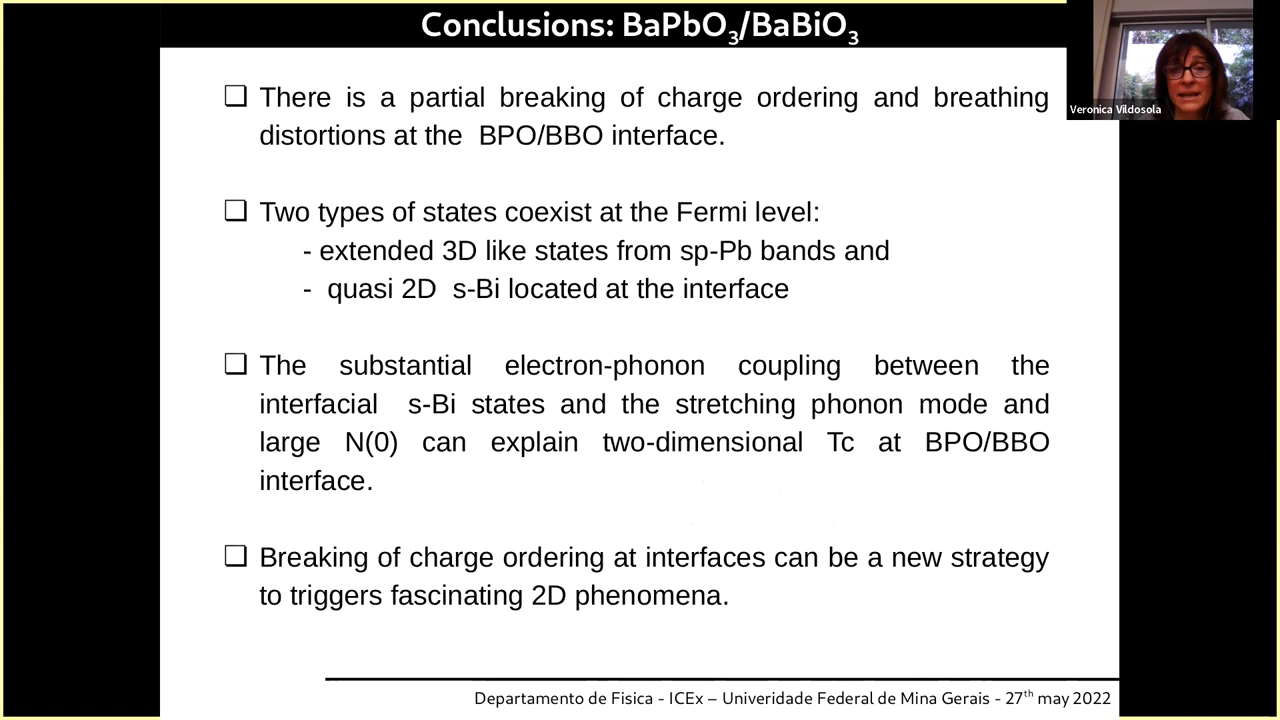 Conclusions: BaPbO₃/BaBiO₃
Veronica Vildosola
❑ There is a partial breaking of charge ordering and breathing
distortions at the BPO/BBO interface.
❑ Two types of states coexist at the Fermi level:
- extended 3D like states from sp-Pb bands and
- quasi 2D s-Bi located at the interface
❑ The substantial electron-phonon coupling between the
interfacial s-Bi states and the stretching phonon mode and
large N(0) can explain two-dimensional Tc at BPO/BBO
interface.
❑ Breaking of charge ordering at interfaces can be a new strategy
to triggers fascinating 2D phenomena.
Departamento de Fisica - ICEx – Univeridade Federal de Mina Gerais - 27th may 2022